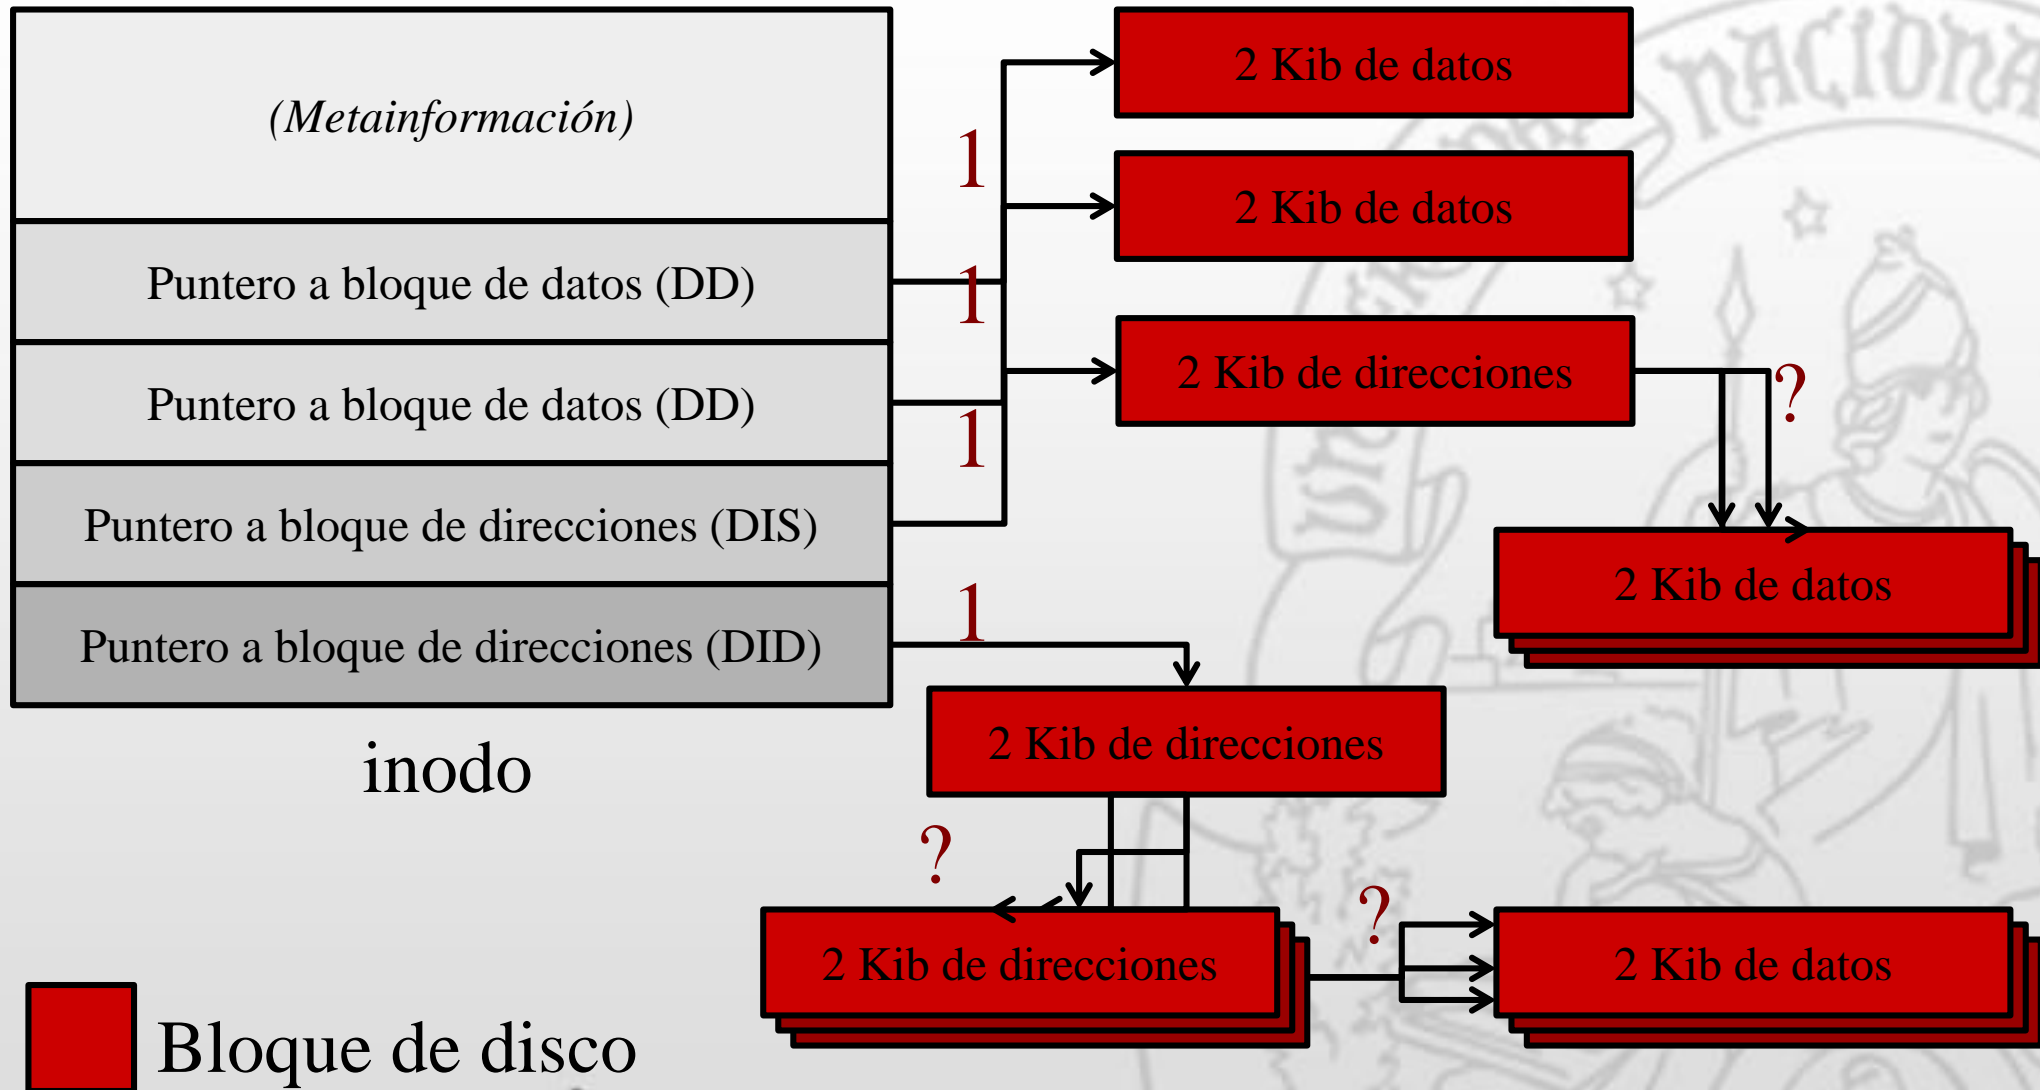 (Metainformación)
Puntero a bloque de datos (DD)
Puntero a bloque de datos (DD)
Puntero a bloque de direcciones (DIS)
Puntero a bloque de direcciones (DID)
inodo
1
1
1
1
2 Kib de datos
2 Kib de datos
2 Kib de direcciones
?
2 Kib de datos
2 Kib de direcciones
?
2 Kib de direcciones
?
2 Kib de datos
Bloque de disco